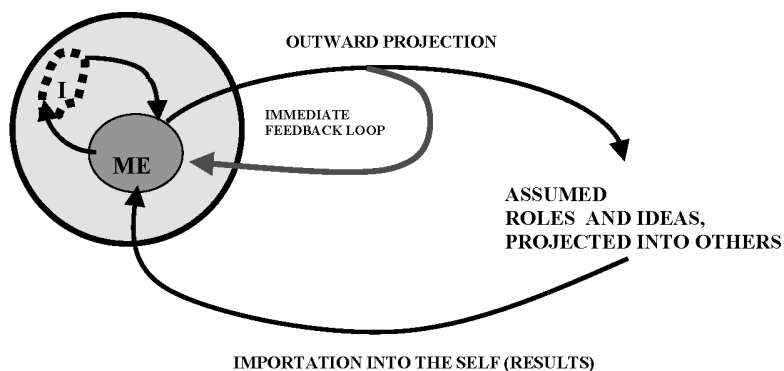 OUTWARD PROJECTION
I
IMMEDIATE
FEEDBACK LOOP
ME
ASSUMED
ROLES AND IDEAS,
PROJECTED INTO OTHERS
IMPORTATION INTO THE SELF (RESULTS)